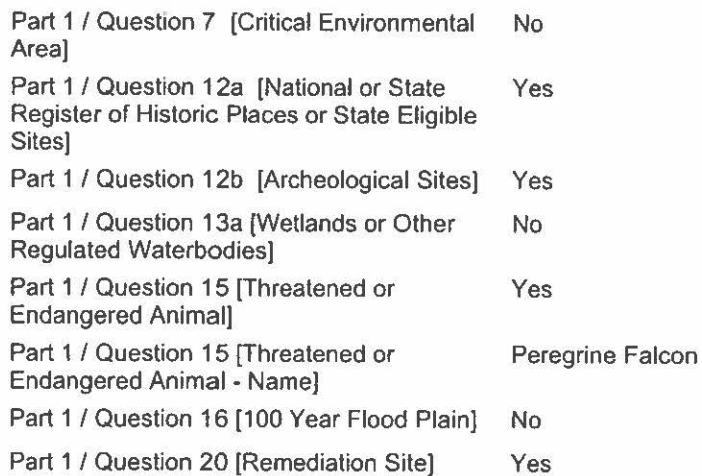 Part 1 / Question 7 [Critical Environmental Area] No
Part 1 / Question 12a [National or State Register of Historic Places or State Eligible Sites] Yes
Part 1 / Question 12b [Archeological Sites] Yes
Part 1 / Question 13a [Wetlands or Other Regulated Waterbodies] No
Part 1 / Question 15 [Threatened or Endangered Animal] Yes
Part 1 / Question 15 [Threatened or Endangered Animal - Name] Peregrine Falcon
Part 1 / Question 16 [100 Year Flood Plain] No
Part 1 / Question 20 [Remediation Site] Yes